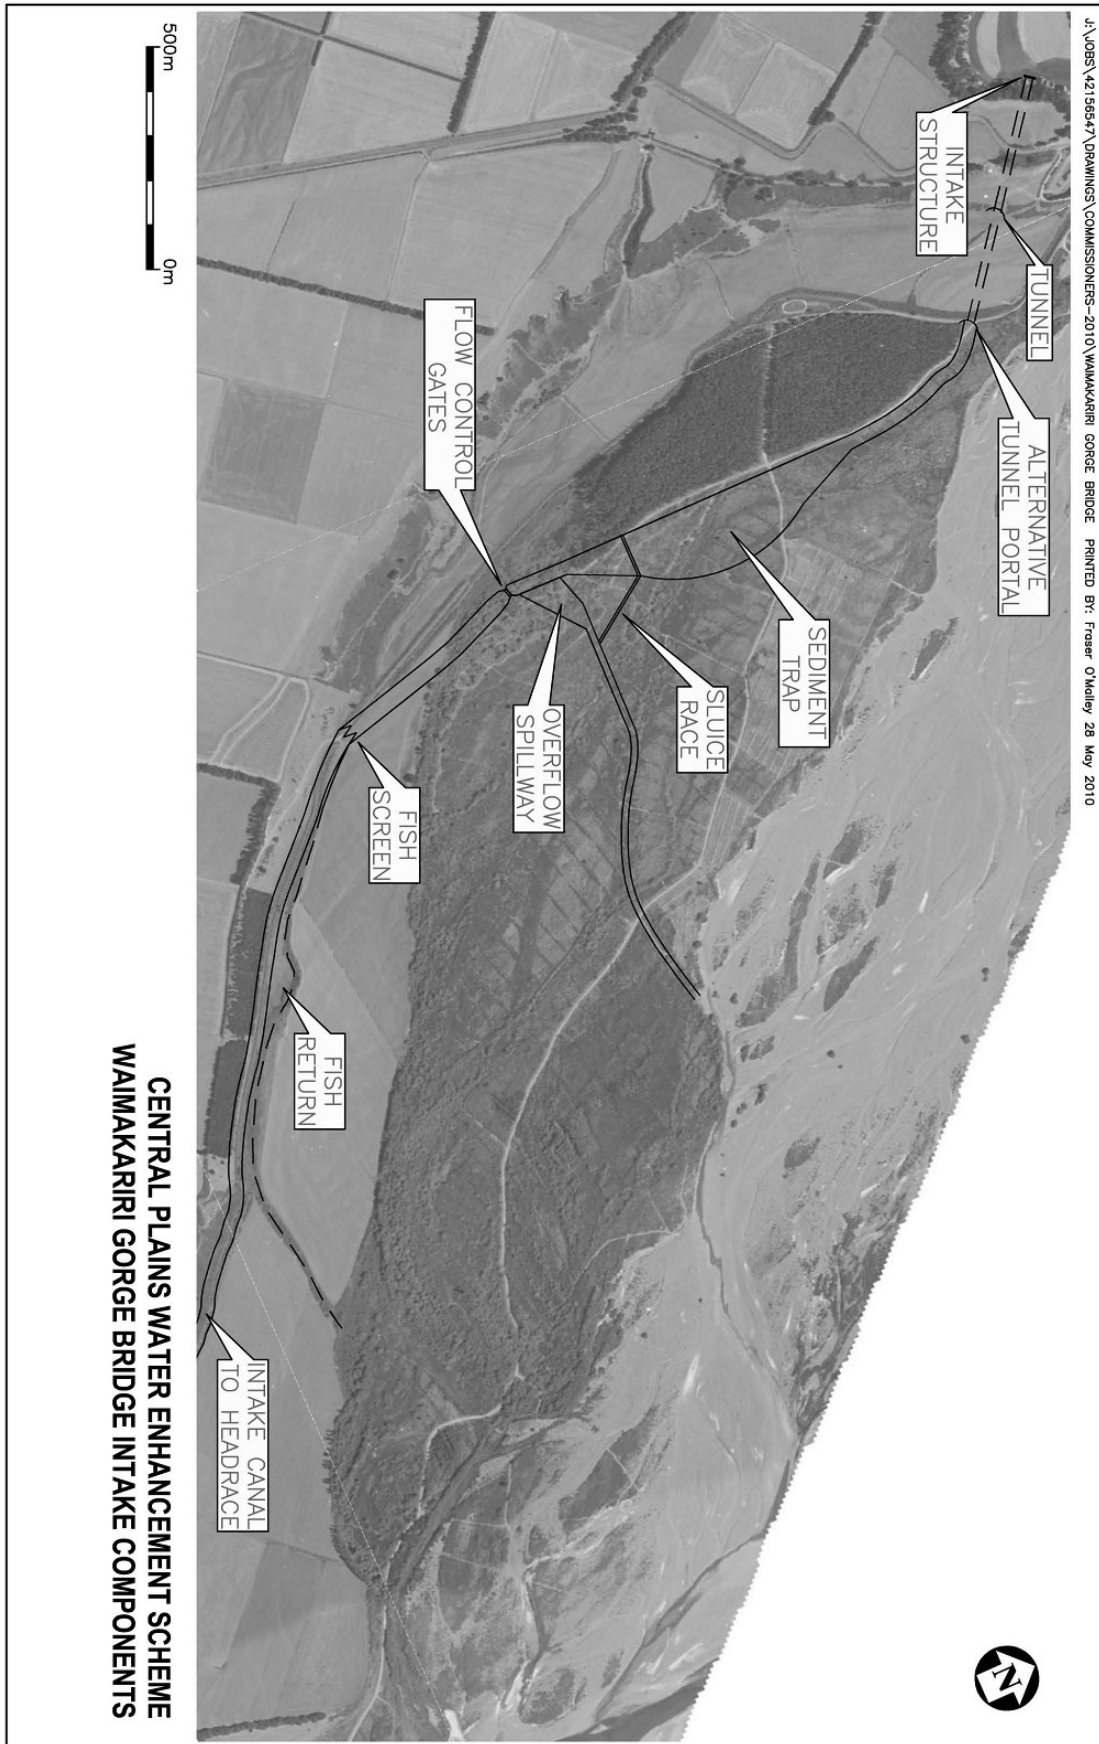 J:\JOBS\42156547\DRAWINGS\COMMISSIONERS-2010\WAIMAKARIRI GORGE BRIDGE PRINTED BY: Fraser O'Malley 28 May 2010
INTAKE
STRUCTURE
TUNNEL
ALTERNATIVE
TUNNEL PORTAL
SEDIMENT
TRAP
SLUICE
RACE
OVERFLOW
SPILLWAY
FLOW CONTROL
GATES
FISH
SCREEN
FISH
RETURN
INTAKE CANAL
TO HEADRACE
500m
0m
N
CENTRAL PLAINS WATER ENHANCEMENT SCHEME
WAIMAKARIRI GORGE BRIDGE INTAKE COMPONENTS